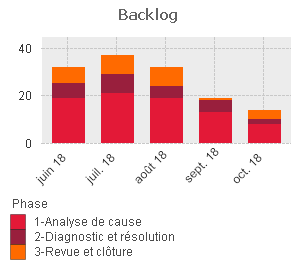 Backlog
40
20
0
juin 18
juil. 18
août 18
sept. 18
oct. 18
Phase
1-Analyse de cause
2-Diagnostic et résolution
3-Revue et clôture